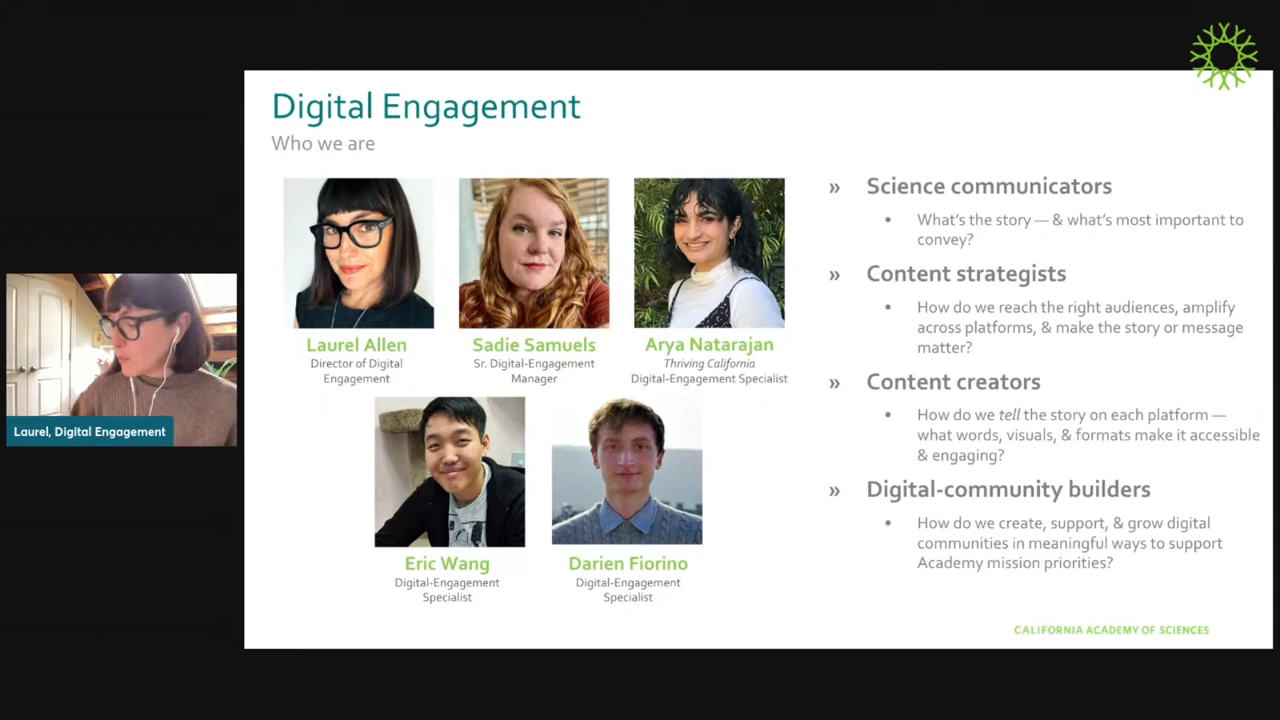 Digital Engagement
Who we are
Laurel Allen
Director of Digital
Engagement
Sadie Samuels
Sr. Digital-Engagement
Manager
Arya Natarajan
Thriving California
Digital-Engagement Specialist
Eric Wang
Digital-Engagement
Specialist
Darien Fiorino
Digital-Engagement
Specialist
» Science communicators
• What's the story — & what's most important to
convey?
» Content strategists
• How do we reach the right audiences, amplify
across platforms, & make the story or message
matter?
» Content creators
• How do we tell the story on each platform —
what words, visuals, & formats make it accessible
& engaging?
» Digital-community builders
• How do we create, support, & grow digital
communities in meaningful ways to support
Academy mission priorities?
CALIFORNIA ACADEMY OF SCIENCES
Laurel, Digital Engagement